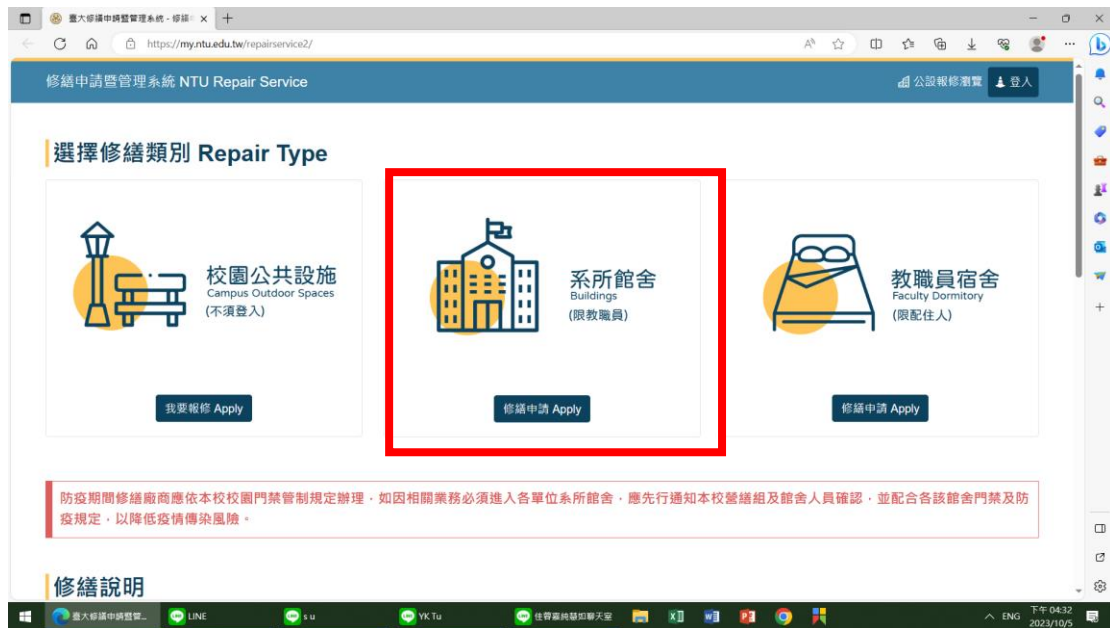 臺大修繕申請暨管理系統 - 修繕
https://my.ntu.edu.tw/repairservice2/
修繕申請暨管理系統 NTU Repair Service
公設報修瀏覽
登入
選擇修繕類別 Repair Type
校園公共設施
Campus Outdoor Spaces
(不須登入)
我要報修 Apply
系所館舍
Buildings
(限教職員)
修繕申請 Apply
教職員宿舍
Faculty Dormitory
(限配住人)
修繕申請 Apply
防疫期間修繕廠商應依本校校園門禁管制規定辦理，如因相關業務必須進入各單位系所館舍，應先行通知本校營繕組及館舍人員確認，並配合各該館舍門禁及防
疫規定，以降低疫情傳染風險。
修繕說明
臺大修繕申請暨管...
LINE
s u
YK Tu
ENG
下午 04:32
2023/10/5